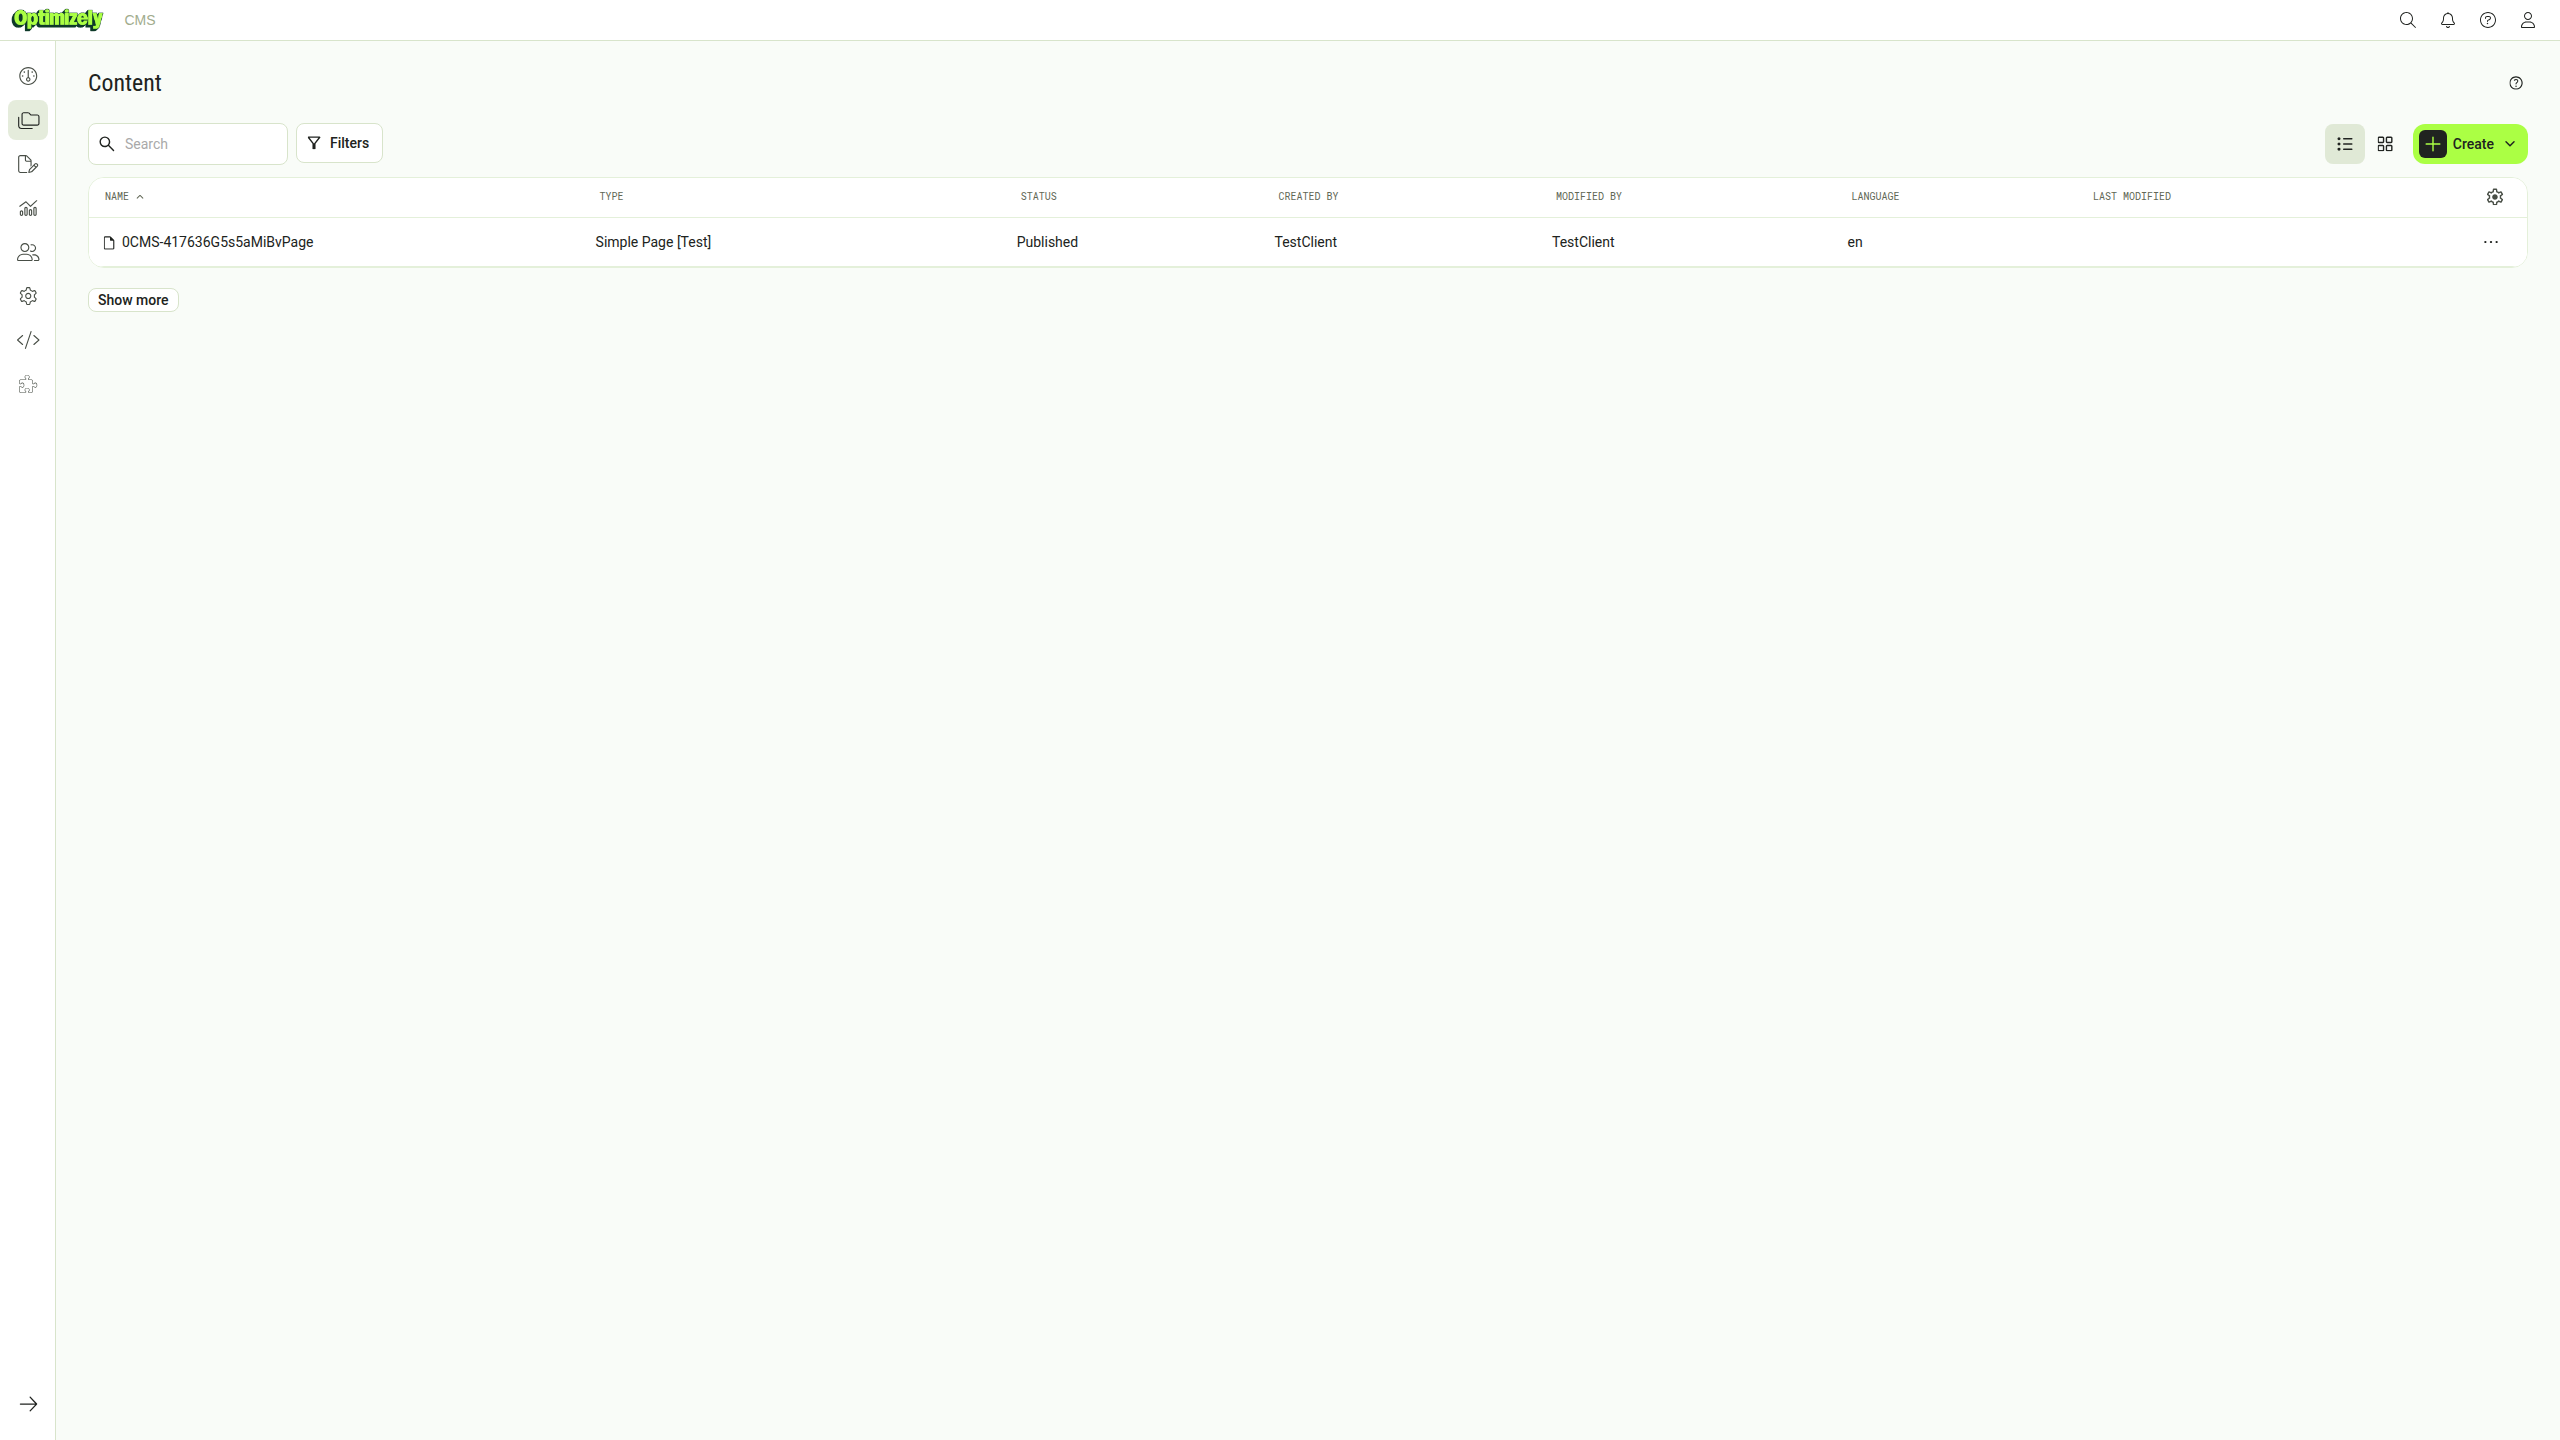 Optimizely CMS
Content
Search Filters Create
NAME TYPE STATUS CREATED BY MODIFIED BY LANGUAGE LAST MODIFIED
0CMS-417636G5s5aMiBvPage Simple Page [Test] Published TestClient TestClient en
Show more